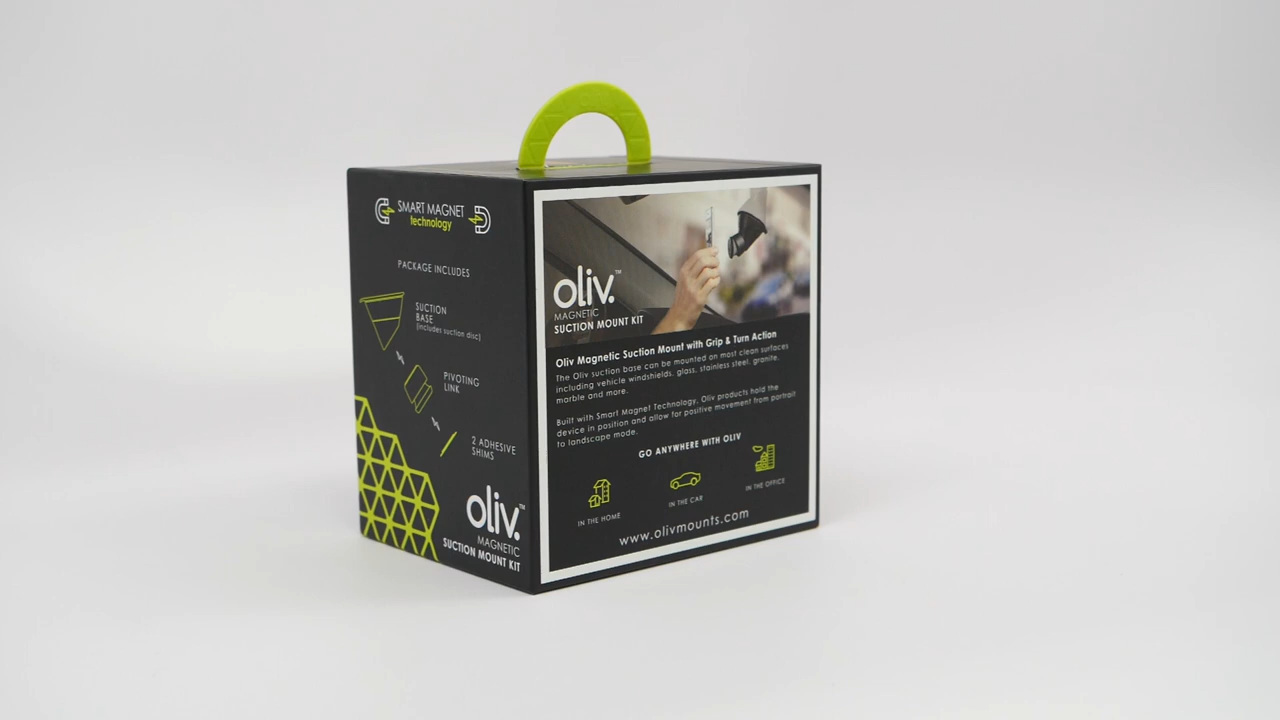 SMART MAGNET
technology
PACKAGE INCLUDES
SUCTION
BASE
(includes suction disc)
PIVOTING
LINK
2 ADHESIVE
SHIMS
oliv.™
MAGNETIC
SUCTION MOUNT KIT
oliv.™
MAGNETIC
SUCTION MOUNT KIT
Oliv Magnetic Suction Mount with Grip & Turn Action
The Oliv suction base can be mounted on most clean surfaces
including vehicle windshields, glass, stainless steel, granite,
marble and more.
Built with Smart Magnet Technology, Oliv products hold the
device in position and allow for positive movement from portrait
to landscape mode.
GO ANYWHERE WITH OLIV
IN THE HOME
IN THE CAR
IN THE OFFICE
www.olivmounts.com